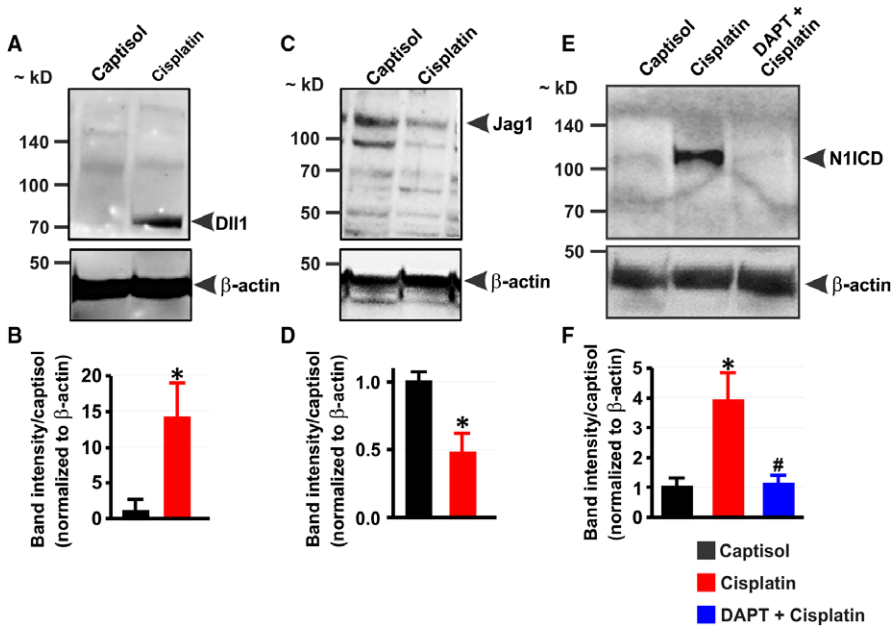 A
Captisol
Cisplatin
~ kD
140
100
70
Dll1
50
β-actin
C
Captisol
Cisplatin
~ kD
140
100
70
50
Jag1
50
β-actin
E
Captisol
Cisplatin
DAPT +
Cisplatin
~ kD
140
100
70
N1ICD
50
β-actin
B
Band intensity/captisol
(normalized to β-actin)
20
15
10
5
0
*
D
Band intensity/captisol
(normalized to β-actin)
1.0
0.5
0.0
*
F
Band intensity/captisol
(normalized to β-actin)
5
4
3
2
1
0
*
#
Captisol
Cisplatin
DAPT + Cisplatin